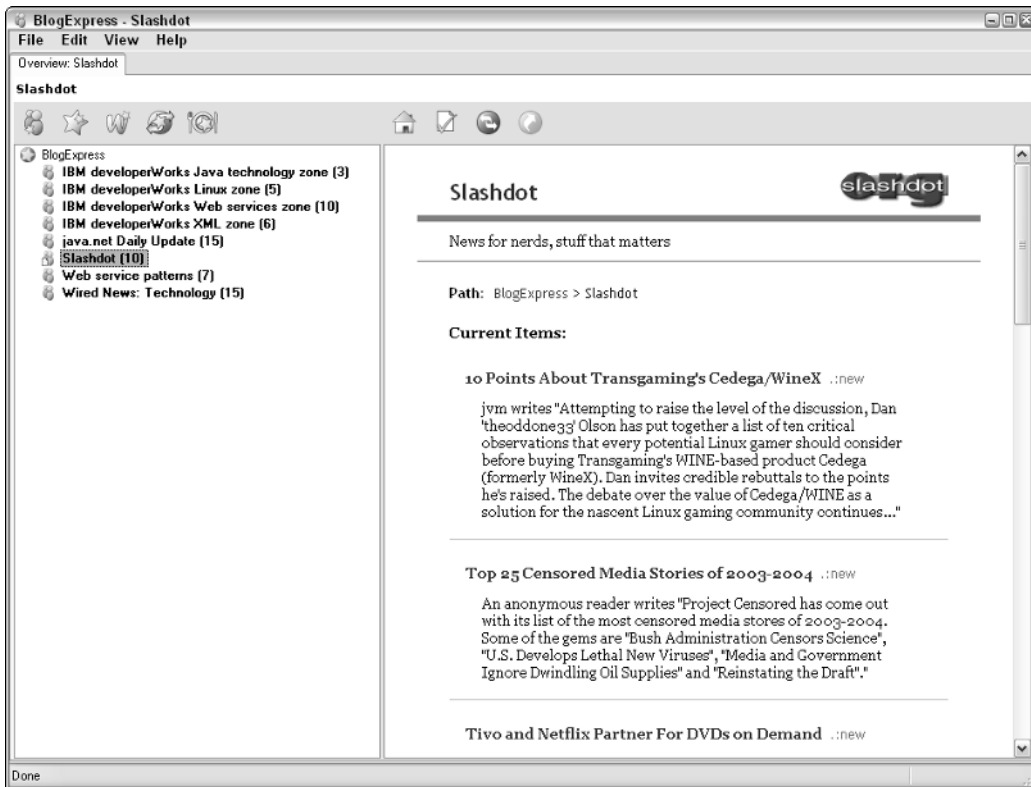 BlogExpress - Slashdot
File Edit View Help
Overview: Slashdot
Slashdot
BlogExpress
IBM developerWorks Java technology zone (3)
IBM developerWorks Linux zone (5)
IBM developerWorks Web services zone (10)
IBM developerWorks XML zone (6)
java.net Daily Update (15)
Slashdot (10)
Web service patterns (7)
Wired News: Technology (15)
Slashdot
slashdot
org
News for nerds, stuff that matters
Path: BlogExpress > Slashdot
Current Items:
10 Points About Transgaming's Cedega/WineX .:new
jvm writes "Attempting to raise the level of the discussion, Dan
'theoddone33' Olson has put together a list of ten critical
observations that every potential Linux gamer should consider
before buying Transgaming's WINE-based product Cedega
(formerly WineX). Dan invites credible rebuttals to the points
he's raised. The debate over the value of Cedega/WINE as a
solution for the nascent Linux gaming community continues..."
Top 25 Censored Media Stories of 2003-2004 .:new
An anonymous reader writes "Project Censored has come out
with its list of the most censored media stores of 2003-2004.
Some of the gems are "Bush Administration Censors Science",
"U.S. Develops Lethal New Viruses", "Media and Government
Ignore Dwindling Oil Supplies" and "Reinstating the Draft"."
Tivo and Netflix Partner For DVDs on Demand .:new
Done